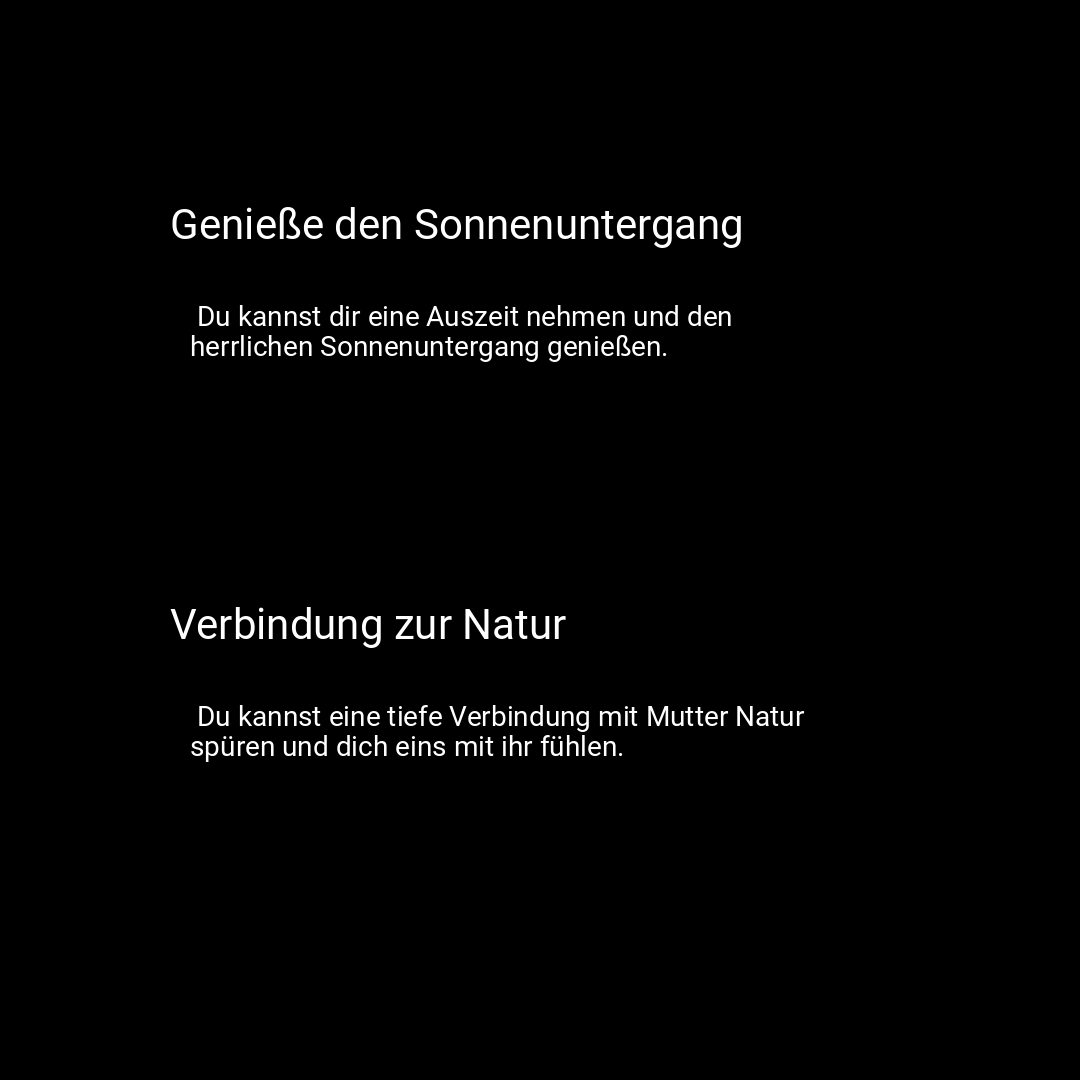 Genieße den Sonnenuntergang
Du kannst dir eine Auszeit nehmen und den
herrlichen Sonnenuntergang genießen.
Verbindung zur Natur
Du kannst eine tiefe Verbindung mit Mutter Natur
spüren und dich eins mit ihr fühlen.